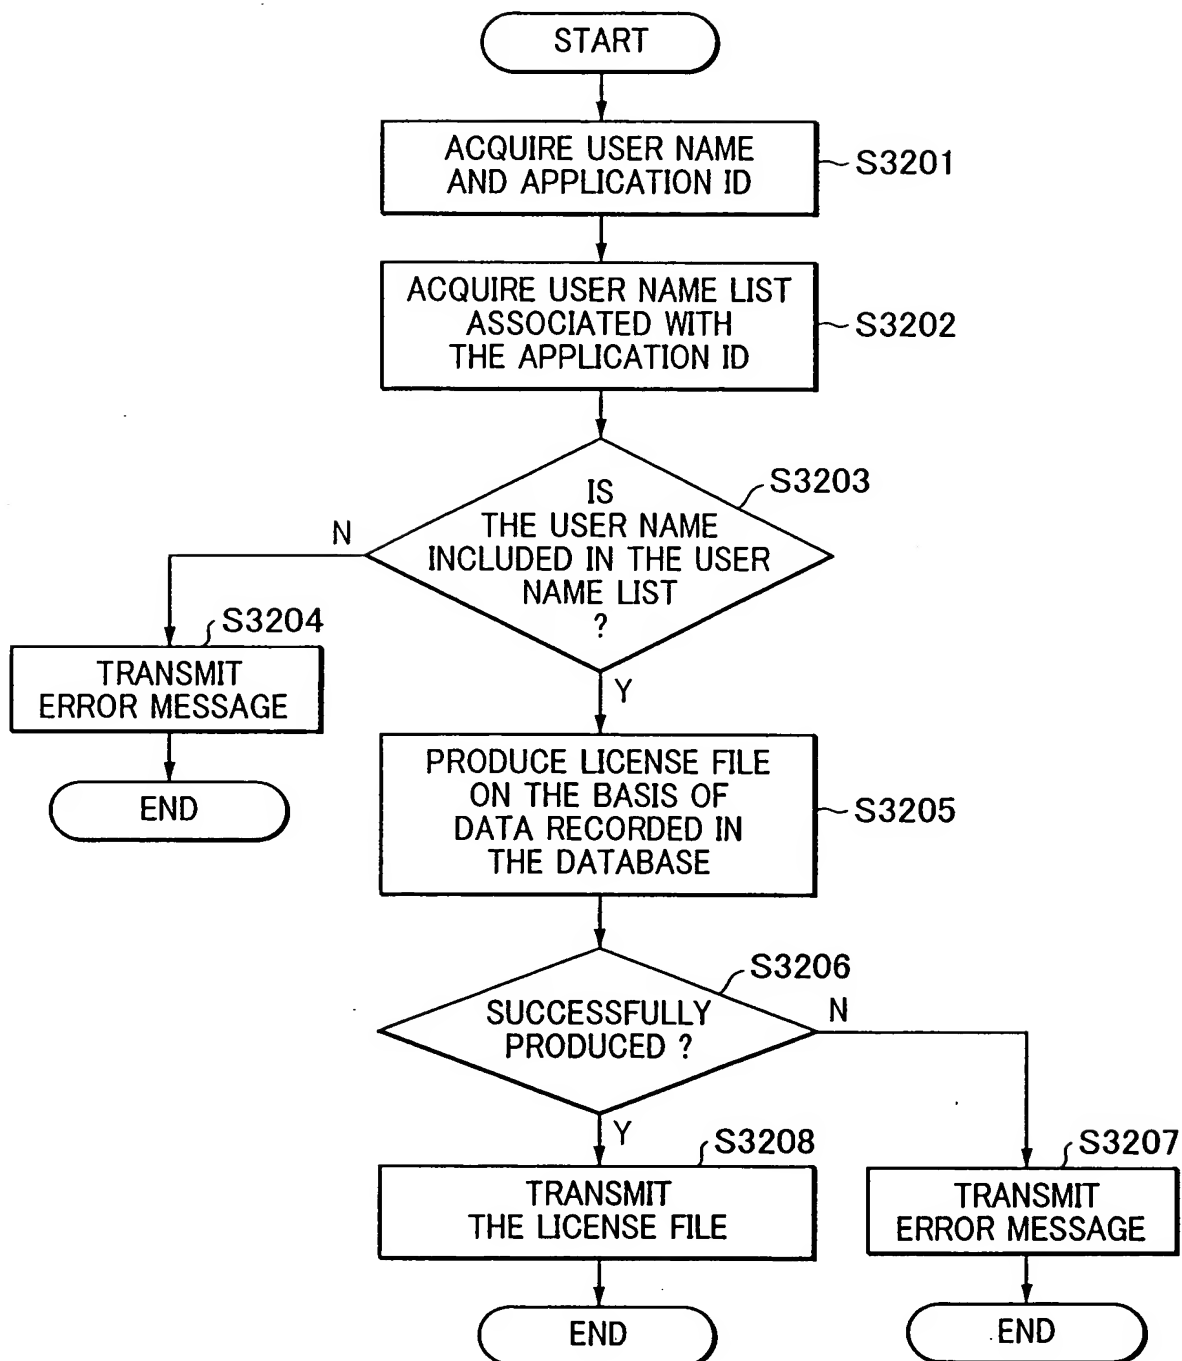 START
ACQUIRE USER NAME
AND APPLICATION ID
S3201
ACQUIRE USER NAME LIST
ASSOCIATED WITH
THE APPLICATION ID
S3202
IS
THE USER NAME
INCLUDED IN THE USER
NAME LIST
?
S3203
N
S3204
TRANSMIT
ERROR MESSAGE
END
Y
PRODUCE LICENSE FILE
ON THE BASIS OF
DATA RECORDED IN
THE DATABASE
S3205
SUCCESSFULLY
PRODUCED ?
S3206
N
Y
S3208
TRANSMIT
THE LICENSE FILE
END
S3207
TRANSMIT
ERROR MESSAGE
END